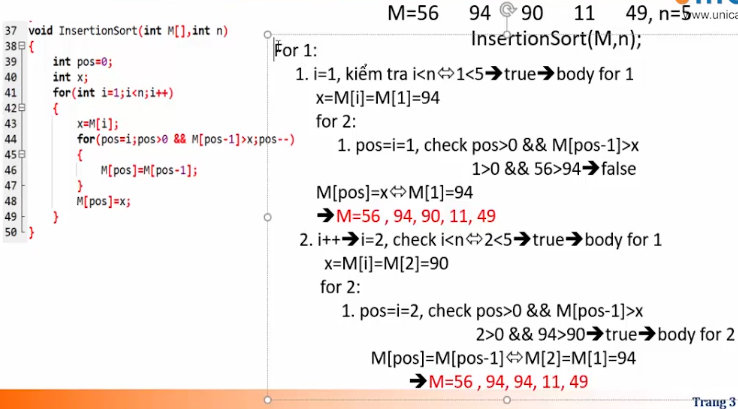 M=56 94 90 11 49, n=5
www.unica
InsertionSort(M,n);
37 void InsertionSort(int M[],int n)
38 {
39 int pos=0;
40 int x;
41 for(int i=1;i<n;i++)
42 {
43 x=M[i];
44 for(pos=i;pos>0 && M[pos-1]>x;pos--)
45 {
46 M[pos]=M[pos-1];
47 }
48 M[pos]=x;
49 }
50 }
For 1:
1. i=1, kiểm tra i<n⇔1<5➔true➔body for 1
x=M[i]=M[1]=94
for 2:
1. pos=i=1, check pos>0 && M[pos-1]>x
1>0 && 56>94➔false
M[pos]=x⇔M[1]=94
➔M=56 , 94, 90, 11, 49
2. i++➔i=2, check i<n⇔2<5➔true➔body for 1
x=M[i]=M[2]=90
for 2:
1. pos=i=2, check pos>0 && M[pos-1]>x
2>0 && 94>90➔true➔body for 2
M[pos]=M[pos-1]⇔M[2]=M[1]=94
➔M=56 , 94, 94, 11, 49
Trang 3